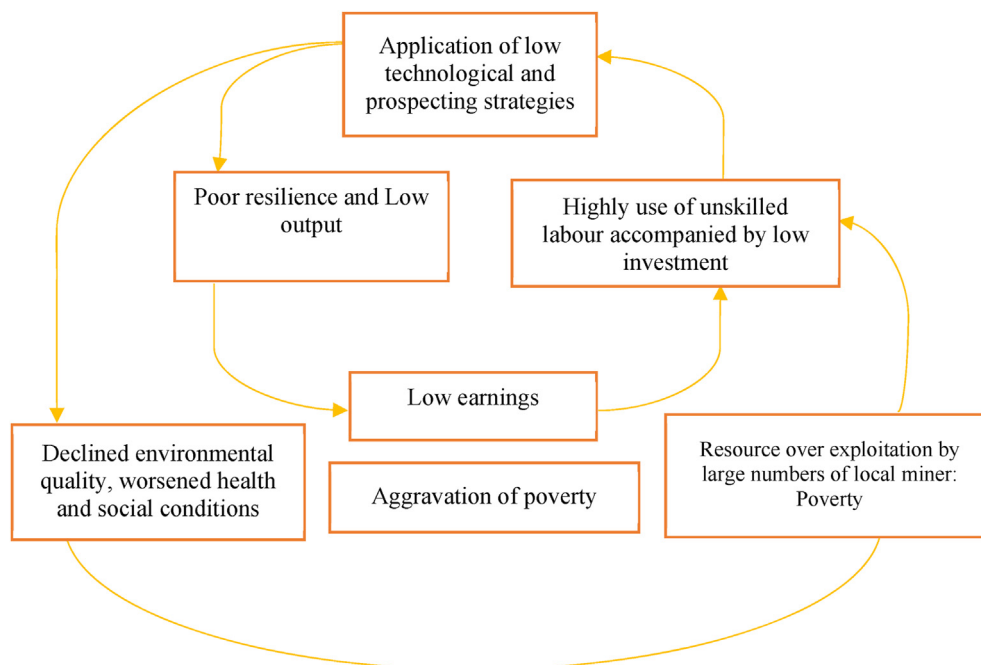 Application of low
technological and
prospecting strategies
Poor resilience and Low
output
Highly use of unskilled
labour accompanied by low
investment
Low earnings
Declined environmental
quality, worsened health
and social conditions
Aggravation of poverty
Resource over exploitation by
large numbers of local miner:
Poverty